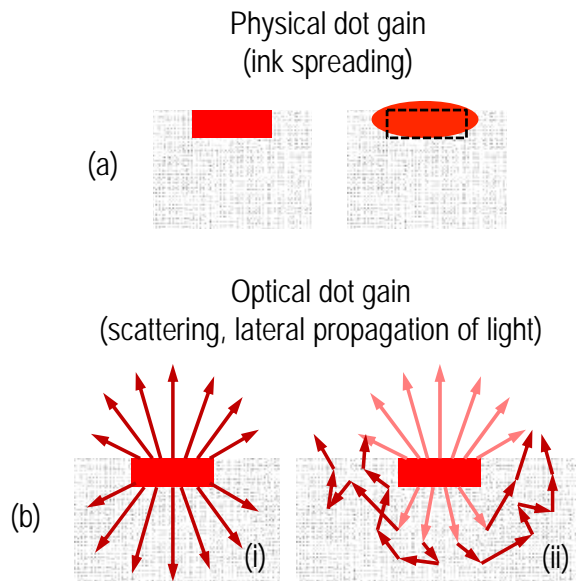 Physical dot gain
(ink spreading)
(a)
Optical dot gain
(scattering, lateral propagation of light)
(b)
(i)
(ii)